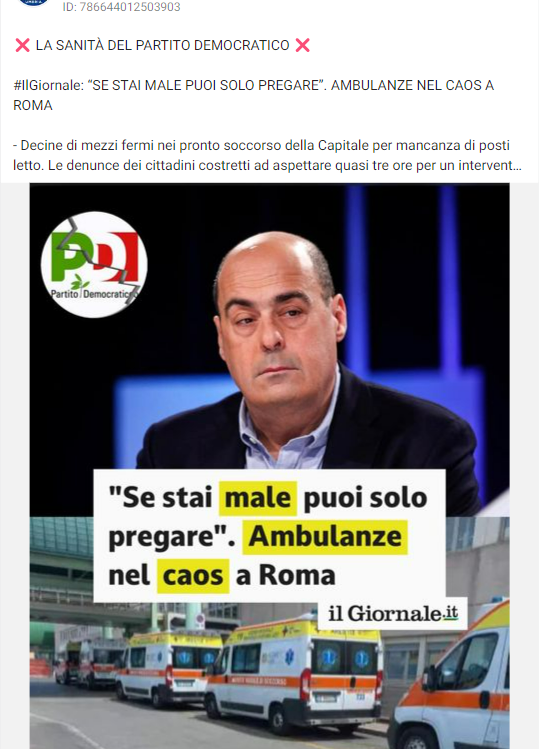 ID: 786644012503903
❌ LA SANITÀ DEL PARTITO DEMOCRATICO ❌
#IlGiornale: “SE STAI MALE PUOI SOLO PREGARE”. AMBULANZE NEL CAOS A
ROMA
- Decine di mezzi fermi nei pronto soccorso della Capitale per mancanza di posti
letto. Le denunce dei cittadini costretti ad aspettare quasi tre ore per un intervent...
PD
Partito Democratico
"Se stai male puoi solo
pregare". Ambulanze
nel caos a Roma
il Giornale.it